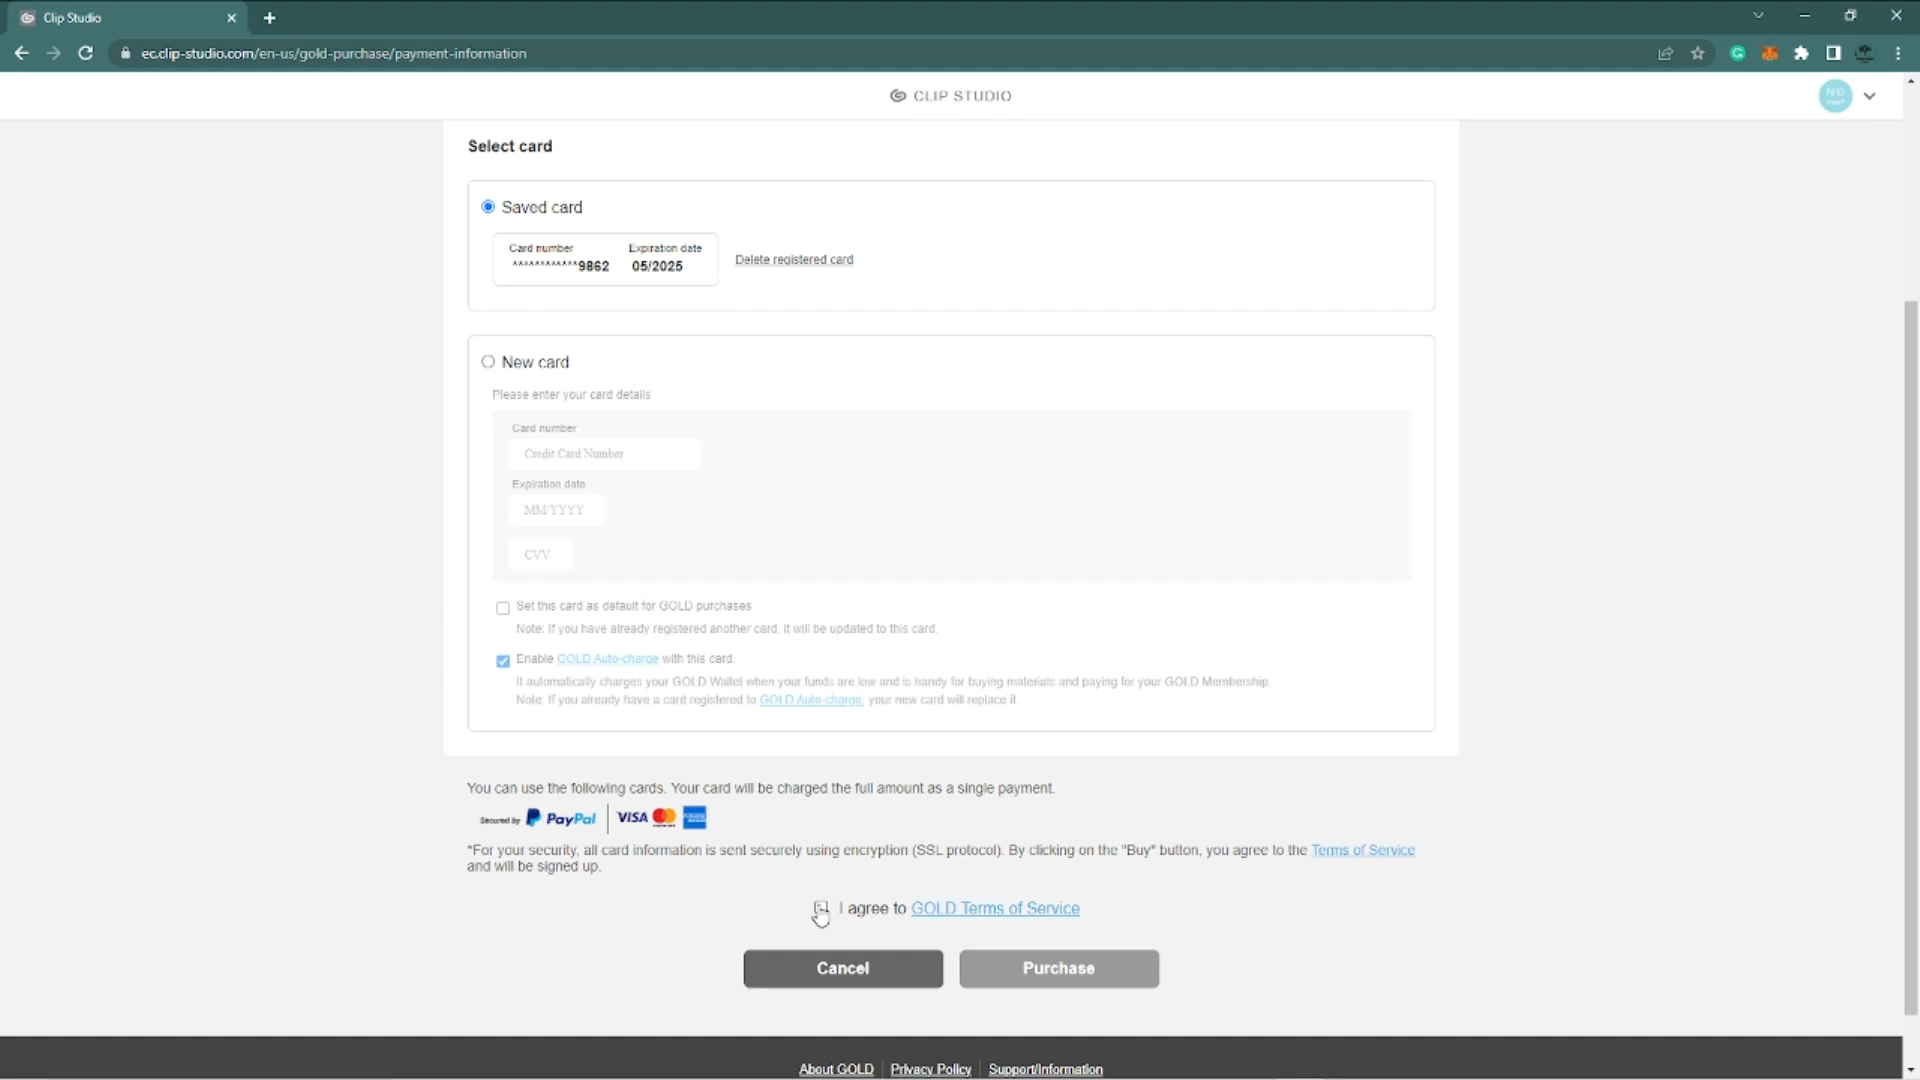 Clip Studio
ec.clip-studio.com/en-us/gold-purchase/payment-information
CLIP STUDIO
NO
Select card
Saved card
Card number Expiration date
************9862 05/2025
Delete registered card
New card
Please enter your card details
Card number
Credit Card Number
Expiration date
MM/YYYY
CVV
Set this card as default for GOLD purchases
Note: If you have already registered another card, it will be updated to this card.
Enable GOLD Auto-charge with this card.
It automatically charges your GOLD Wallet when your funds are low and is handy for buying materials and paying for your GOLD Membership
Note: If you already have a card registered to GOLD Auto-charge, your new card will replace it.
You can use the following cards. Your card will be charged the full amount as a single payment.
Secured by PayPal VISA
*For your security, all card information is sent securely using encryption (SSL protocol). By clicking on the "Buy" button, you agree to the Terms of Service
and will be signed up.
I agree to GOLD Terms of Service
Cancel Purchase
About GOLD Privacy Policy Support/Information